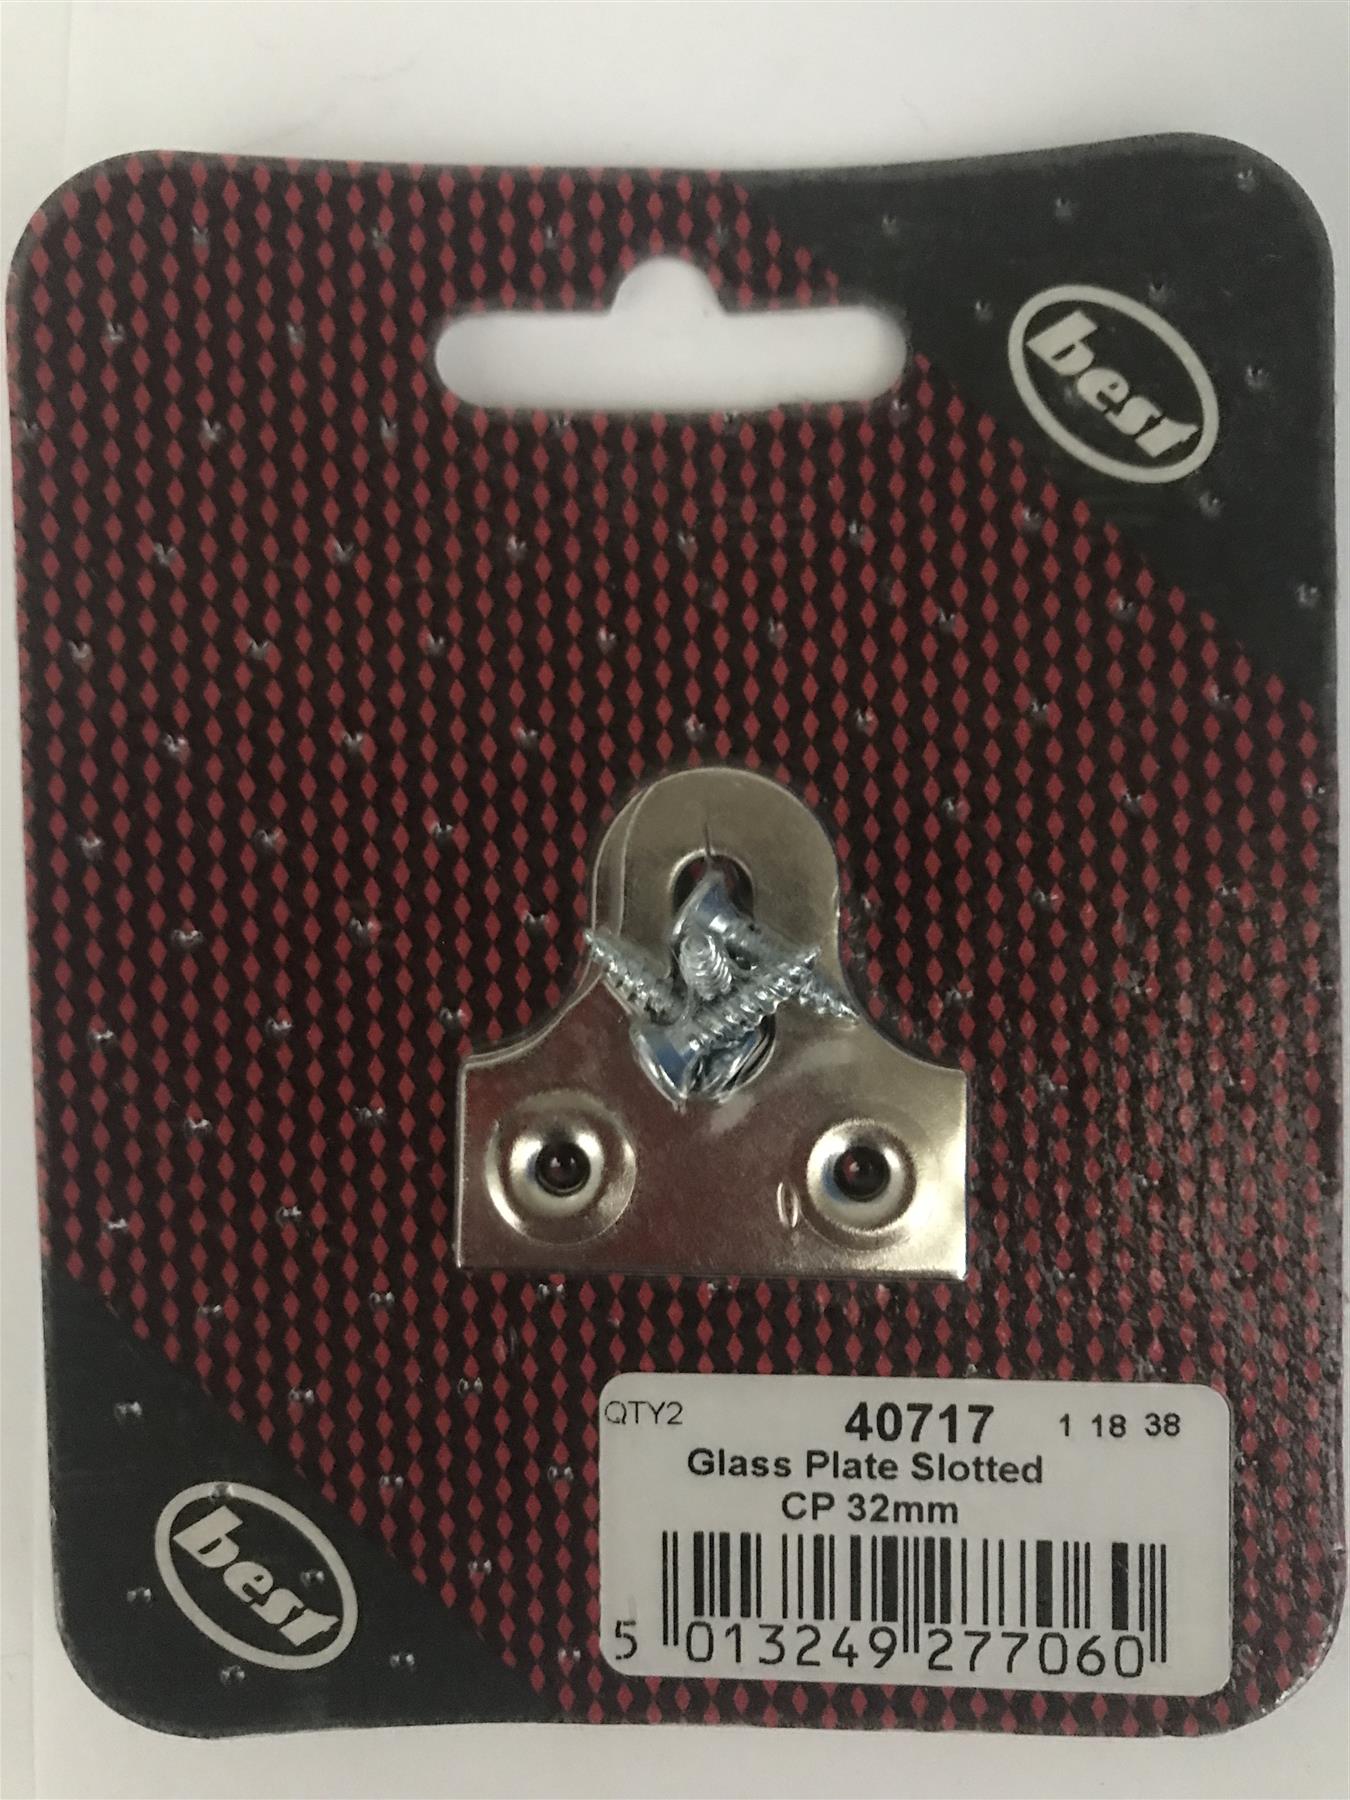 best
QTY2 40717 1 18 38
Glass Plate Slotted
CP 32mm
5 013249 277060
best